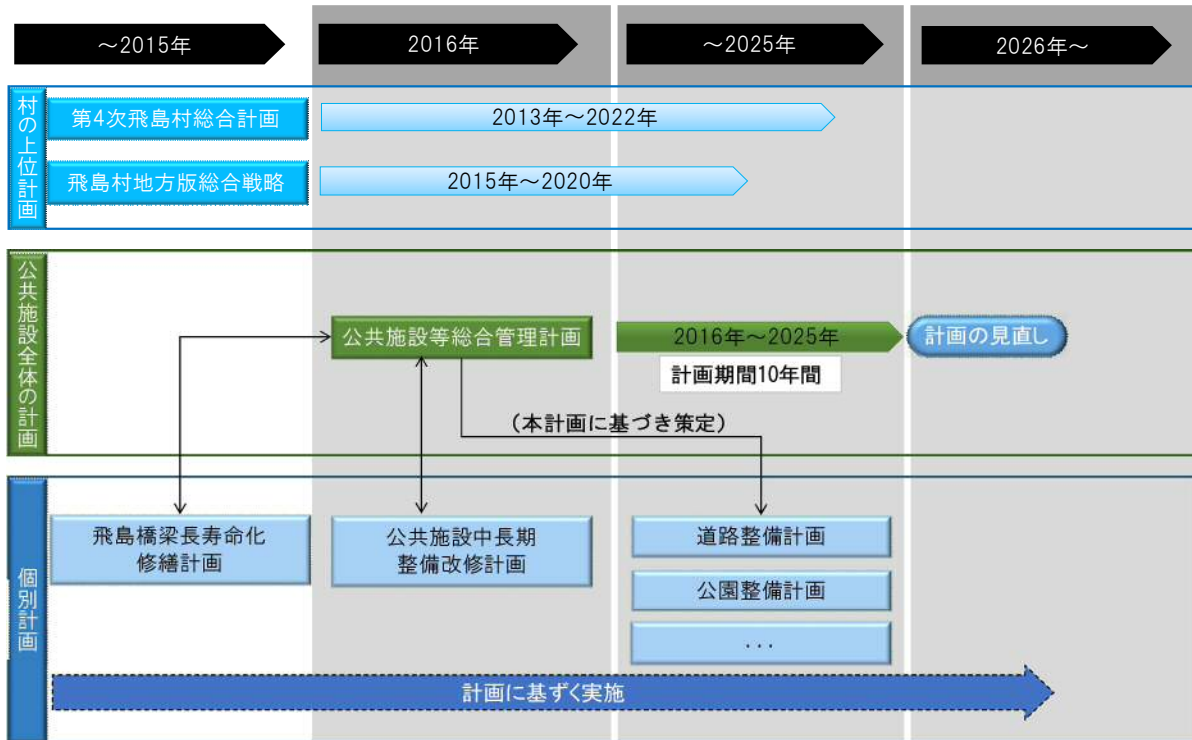 ～2015年
2016年
～2025年
2026年～
村の上位計画
第4次飛島村総合計画
2013年～2022年
飛島村地方版総合戦略
2015年～2020年
公共施設全体の計画
公共施設等総合管理計画
2016年～2025年
計画の見直し
計画期間10年間
(本計画に基づき策定)
個別計画
飛島橋梁長寿命化
修繕計画
公共施設中長期
整備改修計画
道路整備計画
公園整備計画
...
計画に基ずく実施